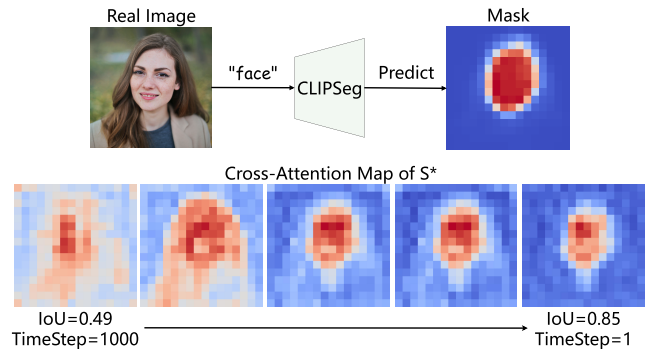 Real Image
Mask
"face"
CLIPSeg
Predict
Cross-Attention Map of S*
IoU=0.49
TimeStep=1000
IoU=0.85
TimeStep=1